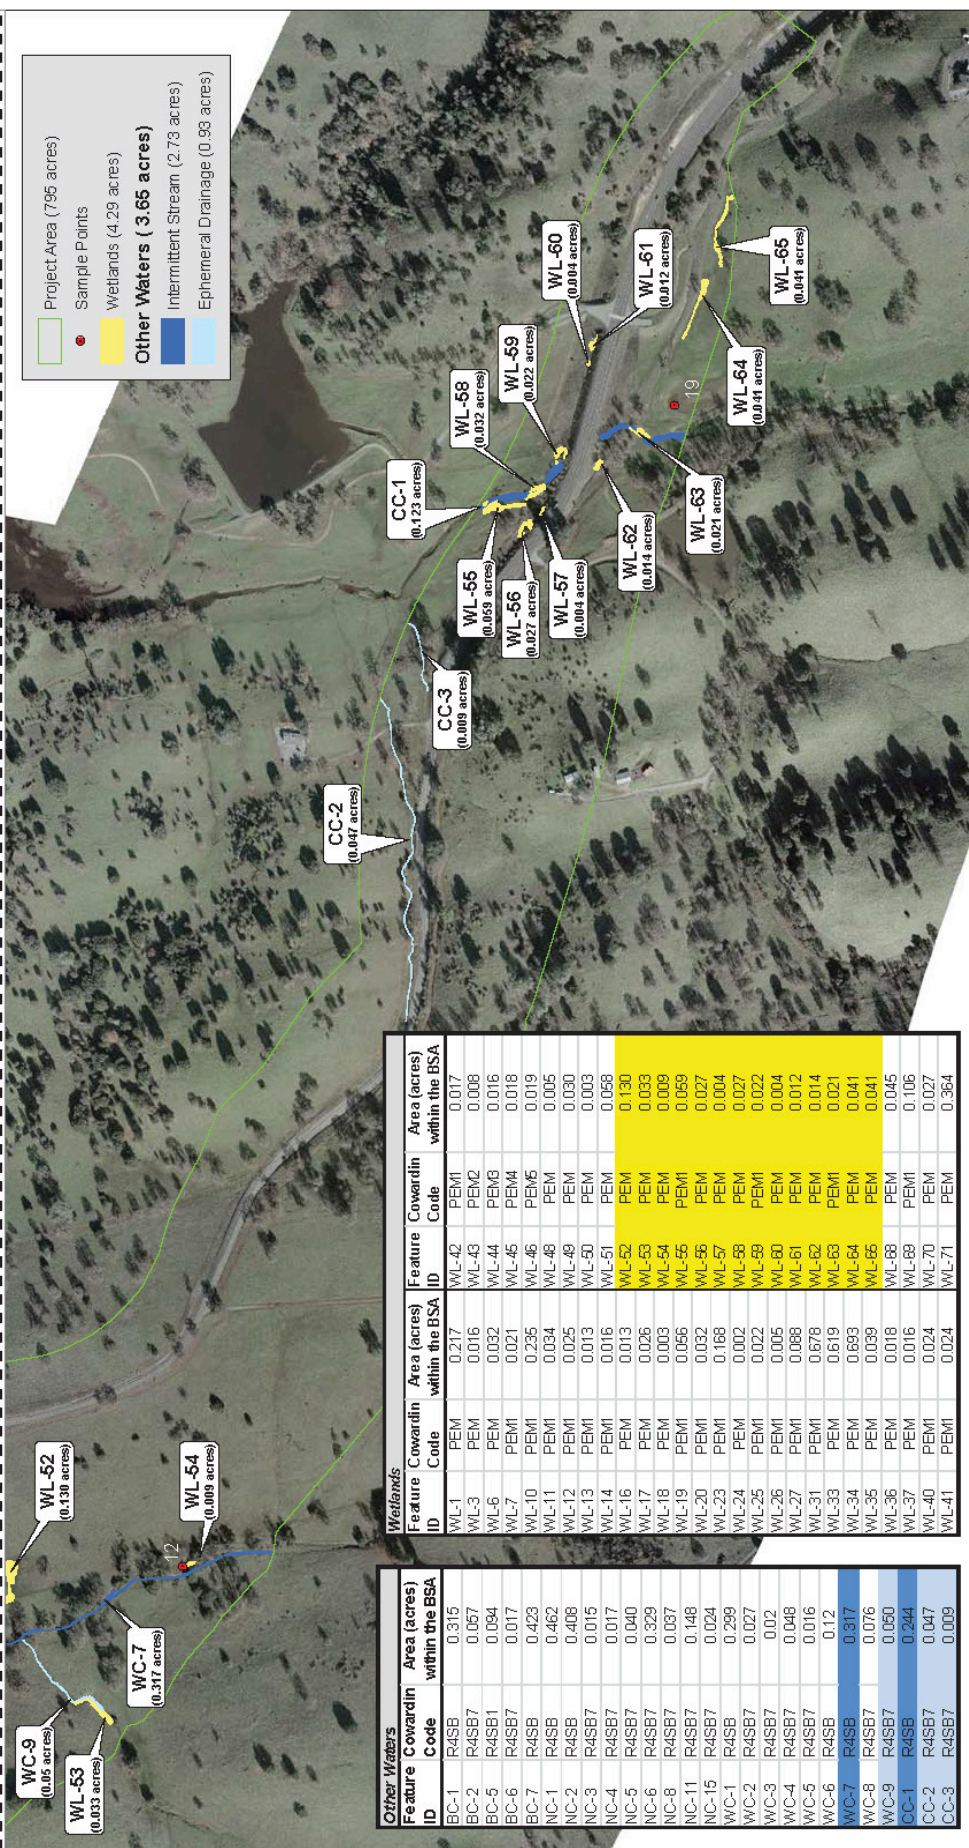 Project Area (795 acres)
Sample Points
Wetlands (4.29 acres)
Other Waters ( 3.65 acres)
Intermittent Stream (2.73 acres)
Ephemeral Drainage (0.93 acres)
WC-9
(0.05 acres)
WL-53
(0.033 acres)
WC-7
(0.317 acres)
WL-52
(0.130 acres)
12
WL-54
(0.009 acres)
CC-2
(0.047 acres)
CC-3
(0.009 acres)
CC-1
(0.123 acres)
WL-55
(0.059 acres)
WL-56
(0.027 acres)
WL-57
(0.004 acres)
WL-58
(0.032 acres)
WL-59
(0.022 acres)
WL-60
(0.004 acres)
WL-61
(0.012 acres)
WL-62
(0.014 acres)
WL-63
(0.021 acres)
19
WL-64
(0.041 acres)
WL-65
(0.041 acres)
Other Waters
Feature Cowardin Area (acres)
ID Code within the BSA
BC-1 R4SB 0.315
BC-2 R4SB7 0.057
BC-5 R4SB1 0.094
BC-6 R4SB7 0.017
BC-7 R4SB 0.423
NC-1 R4SB 0.462
NC-2 R4SB 0.408
NC-3 R4SB7 0.015
NC-4 R4SB7 0.017
NC-5 R4SB7 0.040
NC-6 R4SB7 0.329
NC-8 R4SB7 0.037
NC-11 R4SB7 0.148
NC-15 R4SB7 0.024
WC-1 R4SB 0.299
WC-2 R4SB7 0.027
WC-3 R4SB7 0.02
WC-4 R4SB7 0.048
WC-5 R4SB7 0.016
WC-6 R4SB 0.12
WC-7 R4SB 0.317
WC-8 R4SB7 0.076
WC-9 R4SB7 0.050
CC-1 R4SB 0.244
CC-2 R4SB7 0.047
CC-3 R4SB7 0.009
Wetlands
Feature Cowardin Area (acres) Feature Cowardin Area (acres)
ID Code within the BSA ID Code within the BSA
WL-1 PEM 0.217 WL-42 PEM1 0.017
WL-3 PEM1 0.016 WL-43 PEM2 0.008
WL-6 PEM1 0.032 WL-44 PEM3 0.016
WL-7 PEM1 0.021 WL-45 PEM4 0.018
WL-10 PEM1 0.235 WL-46 PEM5 0.019
WL-11 PEM1 0.034 WL-48 PEM 0.005
WL-12 PEM1 0.025 WL-49 PEM 0.030
WL-13 PEM1 0.013 WL-50 PEM 0.003
WL-14 PEM1 0.016 WL-51 PEM 0.058
WL-16 PEM 0.013 WL-52 PEM 0.130
WL-17 PEM 0.026 WL-53 PEM 0.033
WL-18 PEM 0.003 WL-54 PEM 0.009
WL-19 PEM1 0.056 WL-55 PEM1 0.059
WL-20 PEM1 0.032 WL-56 PEM 0.027
WL-23 PEM1 0.168 WL-57 PEM 0.004
WL-24 PEM1 0.002 WL-58 PEM 0.027
WL-25 PEM1 0.022 WL-59 PEM1 0.022
WL-26 PEM1 0.005 WL-60 PEM 0.004
WL-27 PEM1 0.088 WL-61 PEM 0.012
WL-31 PEM1 0.678 WL-62 PEM 0.014
WL-33 PEM1 0.619 WL-63 PEM1 0.021
WL-34 PEM1 0.693 WL-64 PEM 0.041
WL-35 PEM1 0.039 WL-65 PEM 0.041
WL-36 PEM1 0.018 WL-68 PEM 0.045
WL-37 PEM1 0.016 WL-69 PEM1 0.106
WL-40 PEM1 0.024 WL-70 PEM 0.027
WL-41 PEM1 0.024 WL-71 PEM 0.364